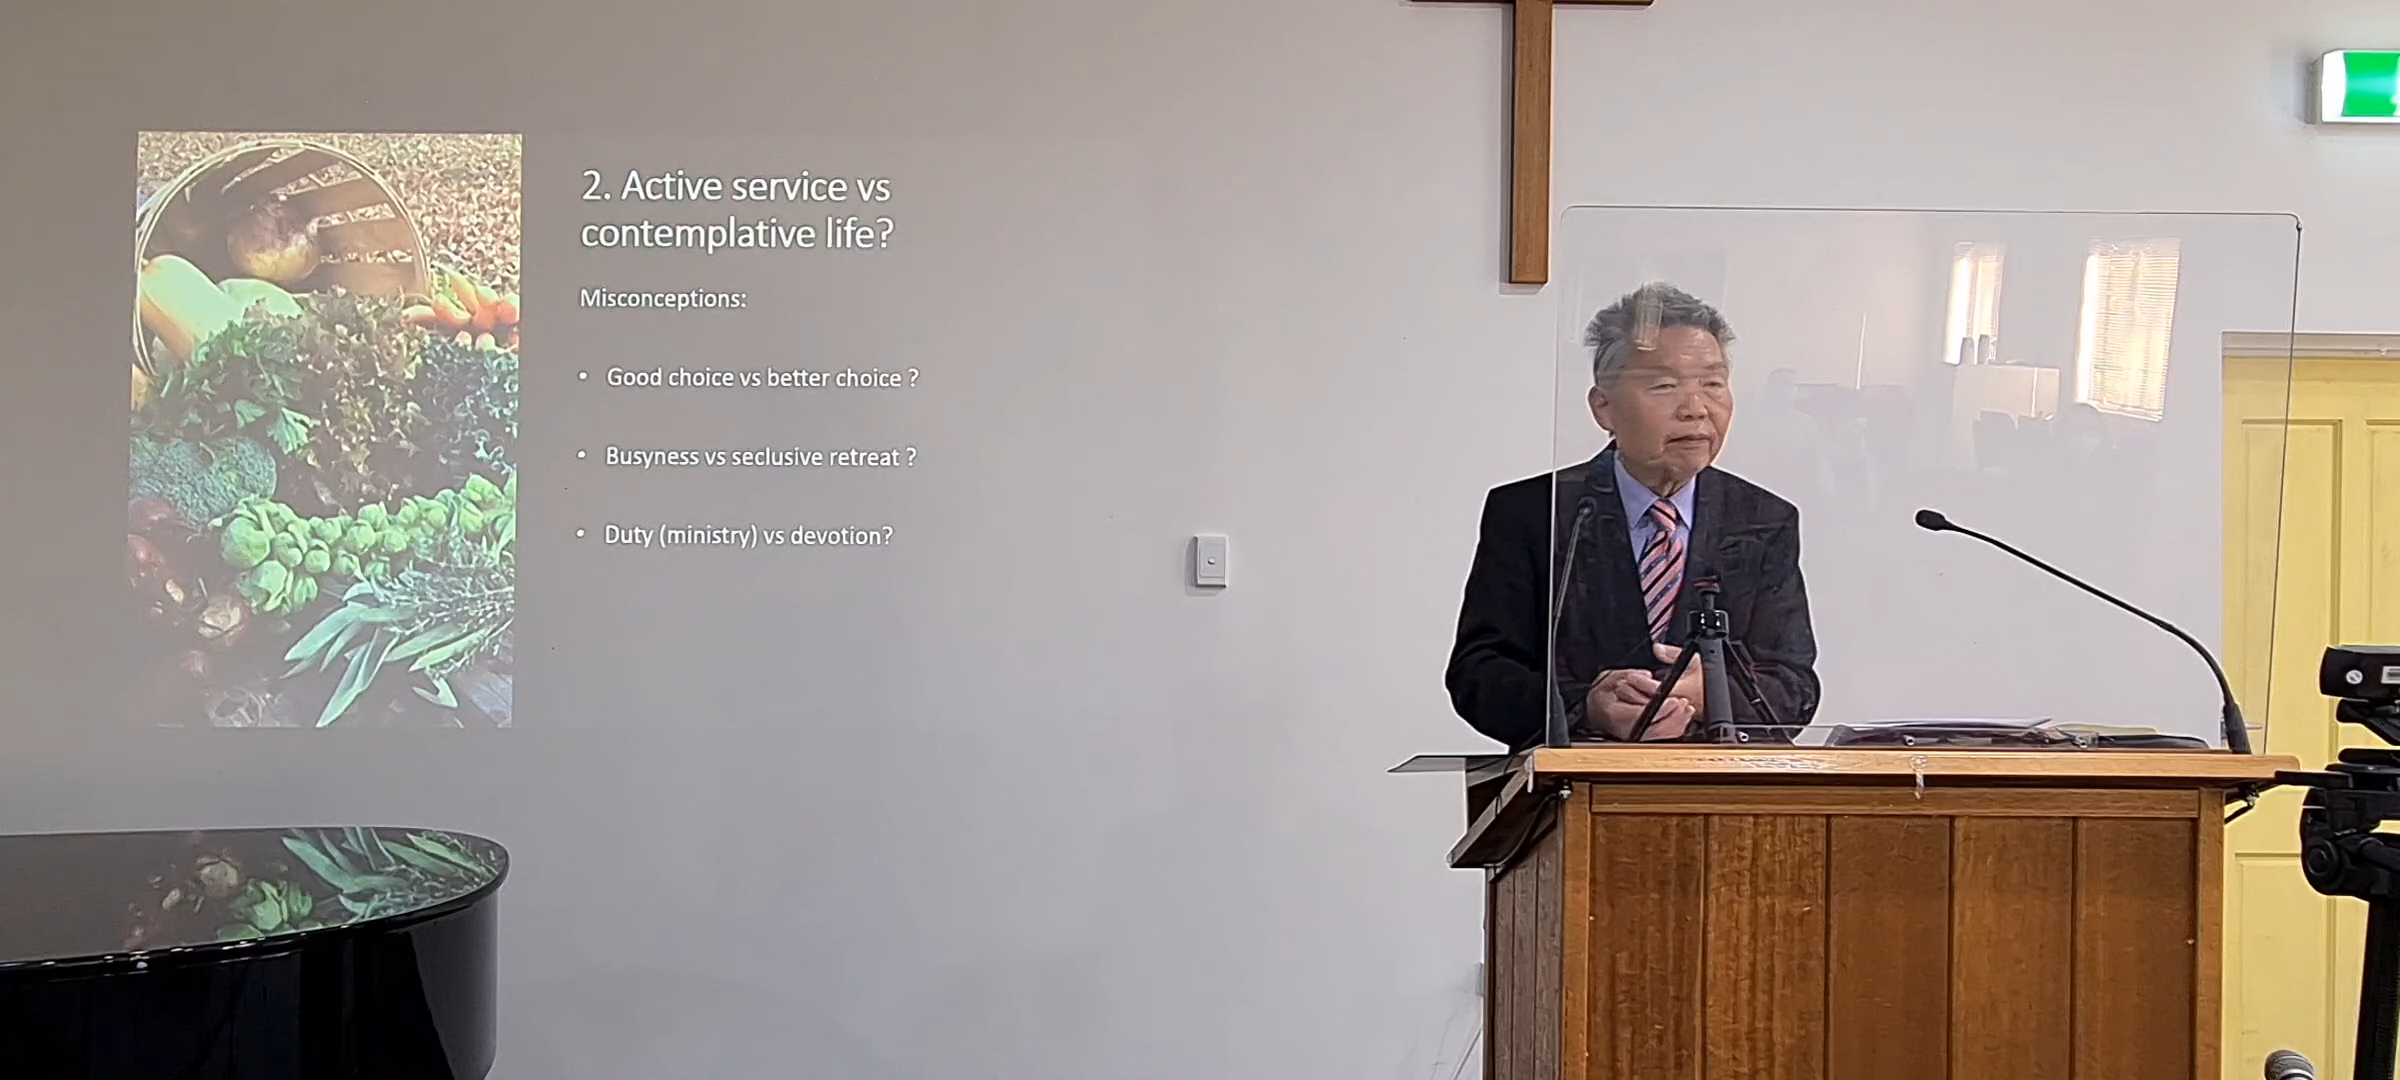 2. Active service vs
contemplative life?
Misconceptions:
• Good choice vs better choice ?
• Busyness vs seclusive retreat ?
• Duty (ministry) vs devotion?